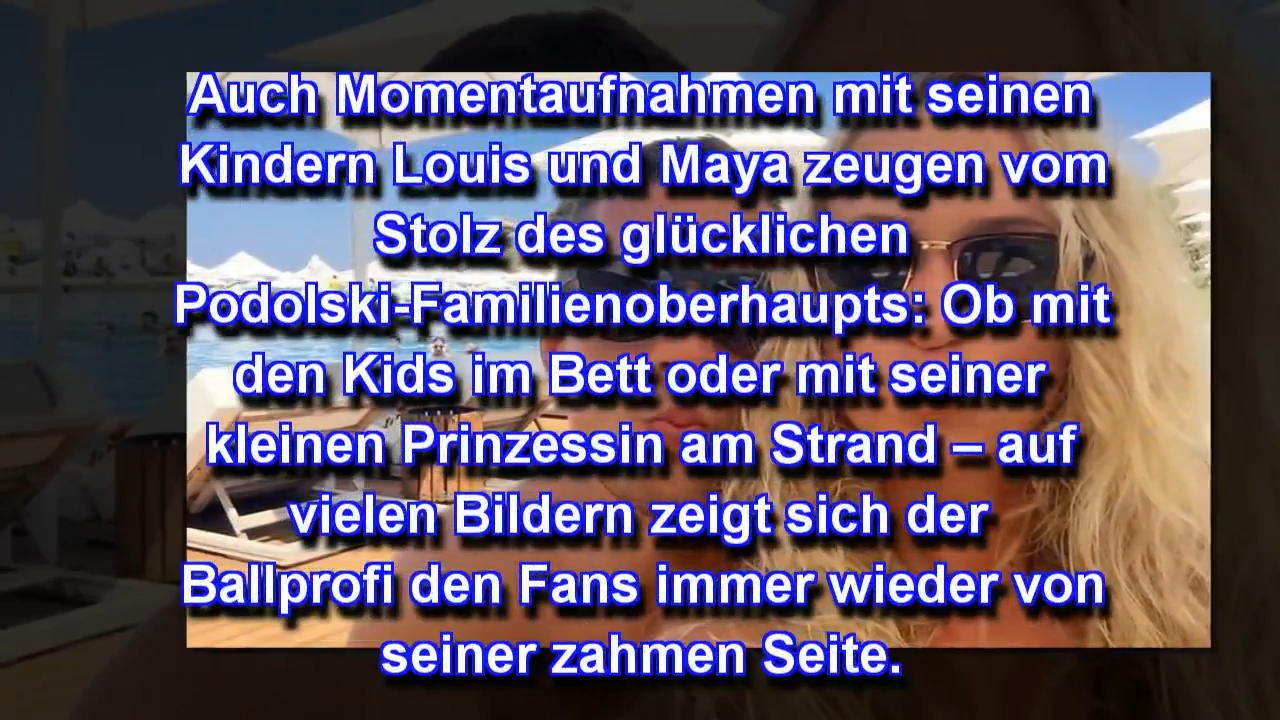 Auch Momentaufnahmen mit seinen
Kindern Louis und Maya zeugen vom
Stolz des glücklichen
Podolski-Familienoberhaupts: Ob mit
den Kids im Bett oder mit seiner
kleinen Prinzessin am Strand – auf
vielen Bildern zeigt sich der
Ballprofi den Fans immer wieder von
seiner zahmen Seite.